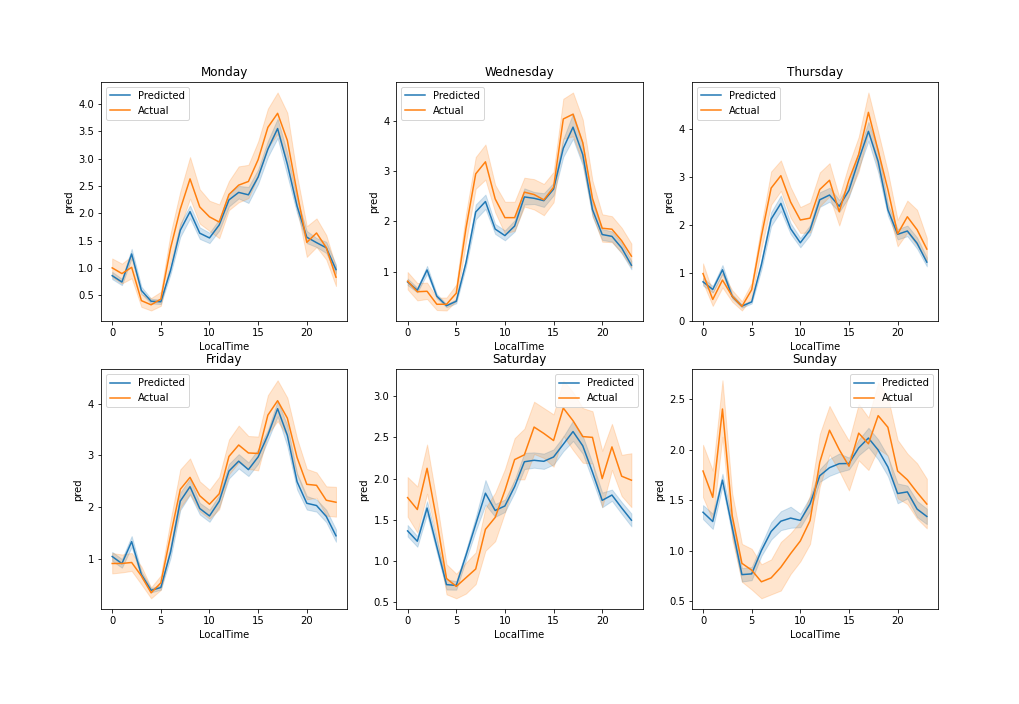 Monday
Predicted
Actual
pred
4.0
3.5
3.0
2.5
2.0
1.5
1.0
0.5
0 5 10 15 20
LocalTime
Wednesday
Predicted
Actual
pred
4
3
2
1
0 5 10 15 20
LocalTime
Thursday
Predicted
Actual
pred
4
3
2
1
0
0 5 10 15 20
LocalTime
Friday
Predicted
Actual
pred
4
3
2
1
0 5 10 15 20
LocalTime
Saturday
Predicted
Actual
pred
3.0
2.5
2.0
1.5
1.0
0.5
0 5 10 15 20
LocalTime
Sunday
Predicted
Actual
pred
2.5
2.0
1.5
1.0
0.5
0 5 10 15 20
LocalTime